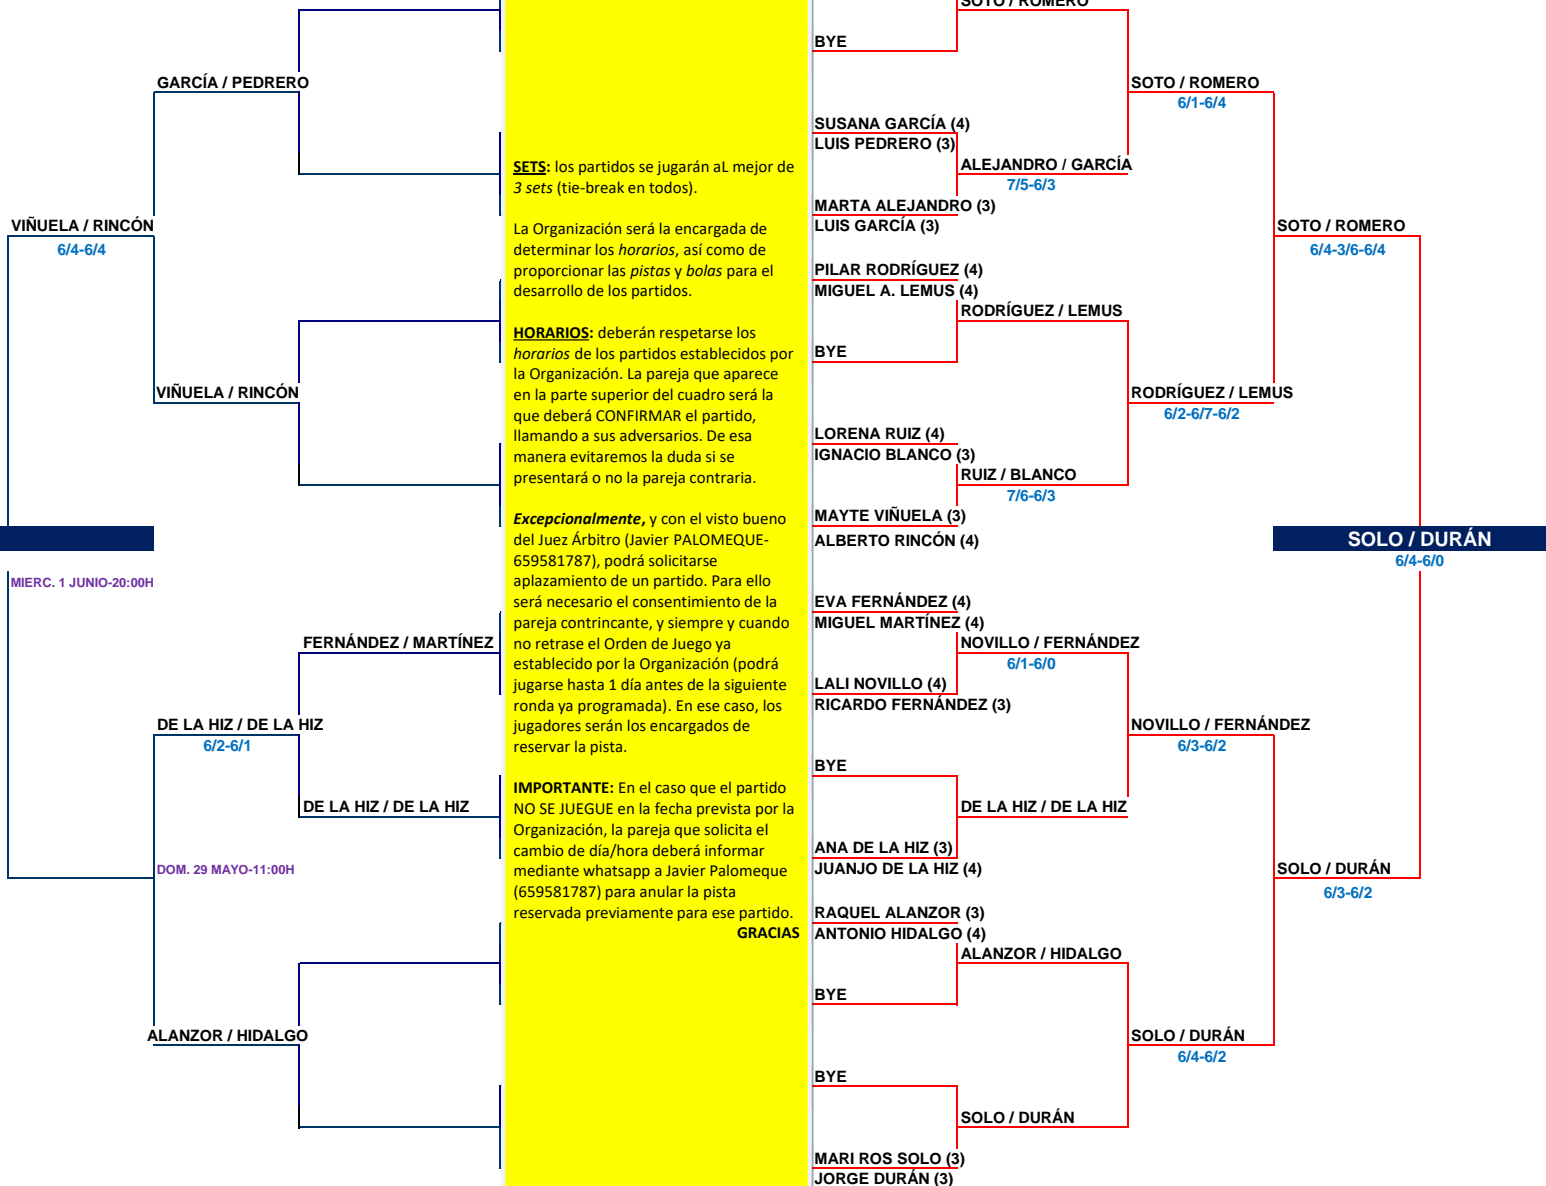 GARCÍA / PEDRERO
VIÑUELA / RINCÓN
6/4-6/4
VIÑUELA / RINCÓN
MIERC. 1 JUNIO-20:00H
FERNÁNDEZ / MARTÍNEZ
DE LA HIZ / DE LA HIZ
6/2-6/1
DE LA HIZ / DE LA HIZ
DOM. 29 MAYO-11:00H
ALANZOR / HIDALGO
SETS: los partidos se jugarán aL mejor de
3 sets (tie-break en todos).
La Organización será la encargada de
determinar los horarios, así como de
proporcionar las pistas y bolas para el
desarrollo de los partidos.
HORARIOS: deberán respetarse los
horarios de los partidos establecidos por
la Organización. La pareja que aparece
en la parte superior del cuadro será la
que deberá CONFIRMAR el partido,
llamando a sus adversarios. De esa
manera evitaremos la duda si se
presentará o no la pareja contraria.
Excepcionalmente, y con el visto bueno
del Juez Árbitro (Javier PALOMEQUE-
659581787), podrá solicitarse
aplazamiento de un partido. Para ello
será necesario el consentimiento de la
pareja contrincante, y siempre y cuando
no retrase el Orden de Juego ya
establecido por la Organización (podrá
jugarse hasta 1 día antes de la siguiente
ronda ya programada). En ese caso, los
jugadores serán los encargados de
reservar la pista.
IMPORTANTE: En el caso que el partido
NO SE JUEGUE en la fecha prevista por la
Organización, la pareja que solicita el
cambio de día/hora deberá informar
mediante whatsapp a Javier Palomeque
(659581787) para anular la pista
reservada previamente para ese partido.
GRACIAS
SOTO / ROMERO
BYE
SOTO / ROMERO
6/1-6/4
SUSANA GARCÍA (4)
LUIS PEDRERO (3)
ALEJANDRO / GARCÍA
7/5-6/3
MARTA ALEJANDRO (3)
LUIS GARCÍA (3)
SOTO / ROMERO
6/4-3/6-6/4
PILAR RODRÍGUEZ (4)
MIGUEL A. LEMUS (4)
RODRÍGUEZ / LEMUS
BYE
RODRÍGUEZ / LEMUS
6/2-6/7-6/2
LORENA RUIZ (4)
IGNACIO BLANCO (3)
RUIZ / BLANCO
7/6-6/3
MAYTE VIÑUELA (3)
ALBERTO RINCÓN (4)
SOLO / DURÁN
6/4-6/0
EVA FERNÁNDEZ (4)
MIGUEL MARTÍNEZ (4)
NOVILLO / FERNÁNDEZ
6/1-6/0
LALI NOVILLO (4)
RICARDO FERNÁNDEZ (3)
NOVILLO / FERNÁNDEZ
6/3-6/2
BYE
DE LA HIZ / DE LA HIZ
ANA DE LA HIZ (3)
JUANJO DE LA HIZ (4)
SOLO / DURÁN
6/3-6/2
RAQUEL ALANZOR (3)
ANTONIO HIDALGO (4)
ALANZOR / HIDALGO
BYE
SOLO / DURÁN
6/4-6/2
BYE
SOLO / DURÁN
MARI ROS SOLO (3)
JORGE DURÁN (3)